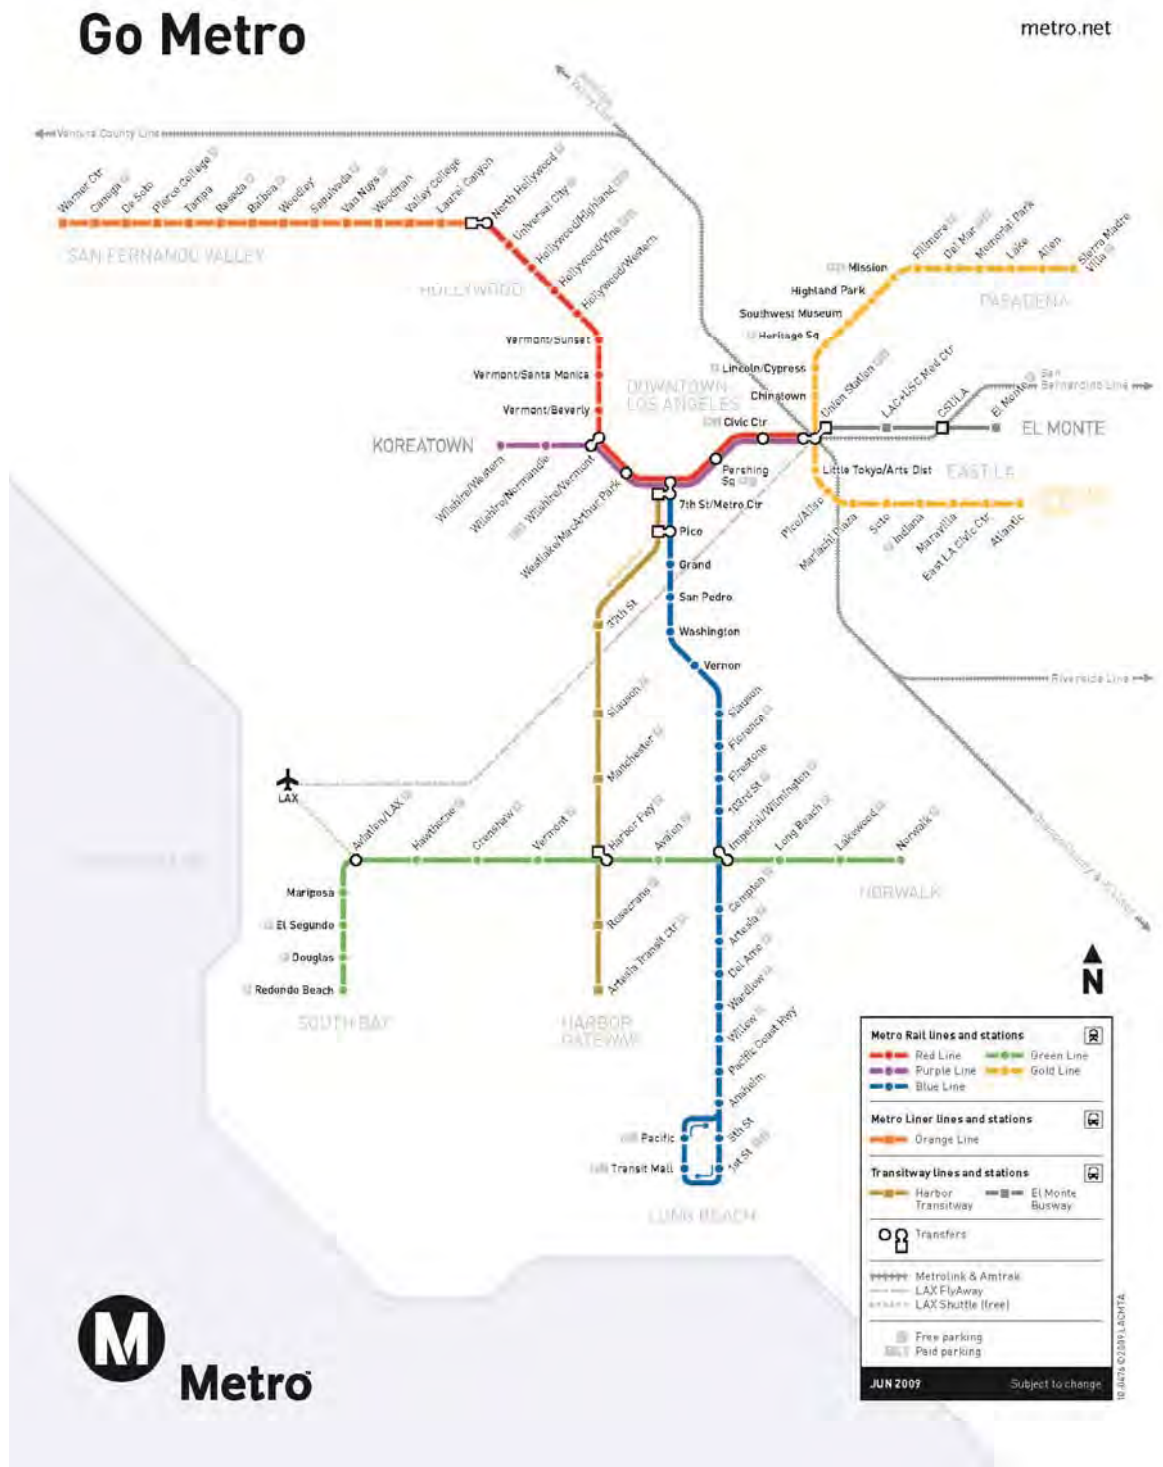 Go Metro
metro.net
Ventura County Line
Warner Ctr
Canoga
De Soto
Pierce College
Tampa
Reseda
Balboa
Woodley
Sepulveda
Van Nuys
Woodman
Valley College
Laurel Canyon
North Hollywood
Universal City
Hollywood/Highland
Hollywood/Vine
Hollywood/Western
SAN FERNANDO VALLEY
HOLLYWOOD
Vermont/Sunset
Vermont/Santa Monica
Vermont/Beverly
KOREATOWN
Wilshire/Western
Wilshire/Normandie
Wilshire/Vermont
Westlake/MacArthur Park
DOWNTOWN
LOS ANGELES
Civic Ctr
Pershing
Sq
7th St/Metro Ctr
Mission
Highland Park
Southwest Museum
Heritage Sq
Lincoln/Cypress
Chinatown
Fillmore
Del Mar
Memorial Park
Lake
Allen
Sierra Madre
Villa
PASADENA
Union Station
LAC+USC Med Ctr
CSULA
El Monte
San
Bernardino Line
EL MONTE
Little Tokyo/Arts Dist
EAST LA
Pico/Aliso
Mariachi Plaza
Soto
Indiana
Maravilla
East LA Civic Ctr
Atlantic
Pico
Grand
San Pedro
Washington
Vernon
37th St
Slauson
Manchester
Slauson
Florence
Firestone
103rd St
Riverside Line
LAX
Aviation/LAX
Hawthorne
Crenshaw
Vermont
Harbor Fwy
Avalon
Imperial/Wilmington
Long Beach
Lakewood
Norwalk
NORWALK
Mariposa
El Segundo
Douglas
Redondo Beach
SOUTH BAY
Rosecrans
Artesia Transit Ctr
HARBOR
GATEWAY
Compton
Artesia
Del Amo
Wardlow
Willow
Pacific Coast Hwy
Anaheim
5th St
1st St
Pacific
Transit Mall
LONG BEACH
N
Metro Rail lines and stations
Red Line
Green Line
Purple Line
Gold Line
Blue Line
Metro Liner lines and stations
Orange Line
Transitway lines and stations
Harbor
Transitway
El Monte
Busway
Transfers
Metrolink & Amtrak
LAX FlyAway
LAX Shuttle (free)
Free parking
Paid parking
JUN 2009
Subject to change
M
Metro